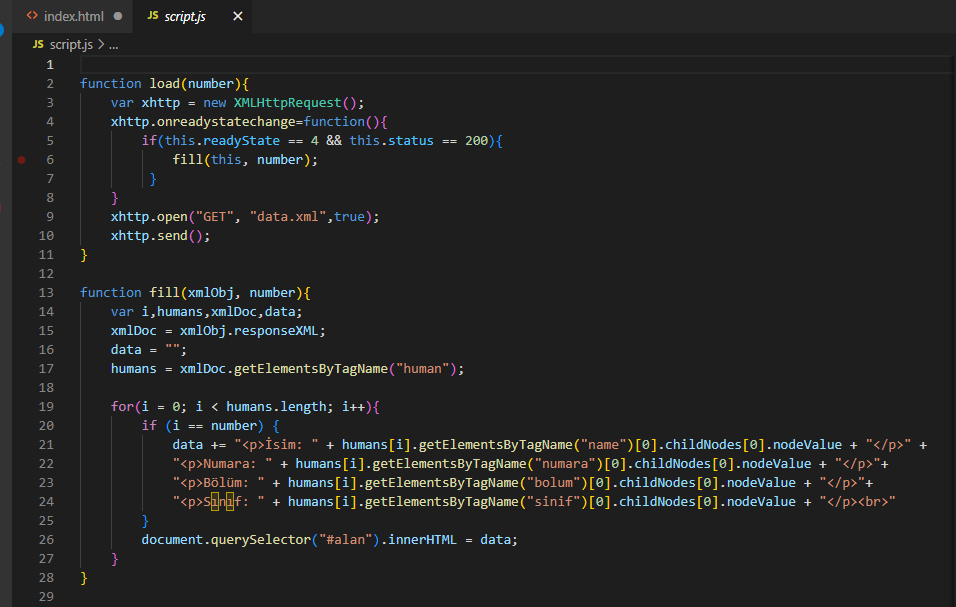 <> index.html ●
JS script.js ×
JS script.js > ...
1
2 function load(number){
3     var xhttp = new XMLHttpRequest();
4     xhttp.onreadystatechange=function(){
5         if(this.readyState == 4 && this.status == 200){
6             fill(this, number);
7          }
8     }
9     xhttp.open("GET", "data.xml",true);
10     xhttp.send();
11 }
12
13 function fill(xmlObj, number){
14     var i,humans,xmlDoc,data;
15     xmlDoc = xmlObj.responseXML;
16     data = "";
17     humans = xmlDoc.getElementsByTagName("human");
18
19     for(i = 0; i < humans.length; i++){
20         if (i == number) {
21             data += "<p>İsim: " + humans[i].getElementsByTagName("name")[0].childNodes[0].nodeValue + "</p>" +
22             "<p>Numara: " + humans[i].getElementsByTagName("numara")[0].childNodes[0].nodeValue + "</p>"+
23             "<p>Bölüm: " + humans[i].getElementsByTagName("bolum")[0].childNodes[0].nodeValue + "</p>"+
24             "<p>Sınıf: " + humans[i].getElementsByTagName("sinif")[0].childNodes[0].nodeValue + "</p><br>"
25         }
26         document.querySelector("#alan").innerHTML = data;
27     }
28 }
29